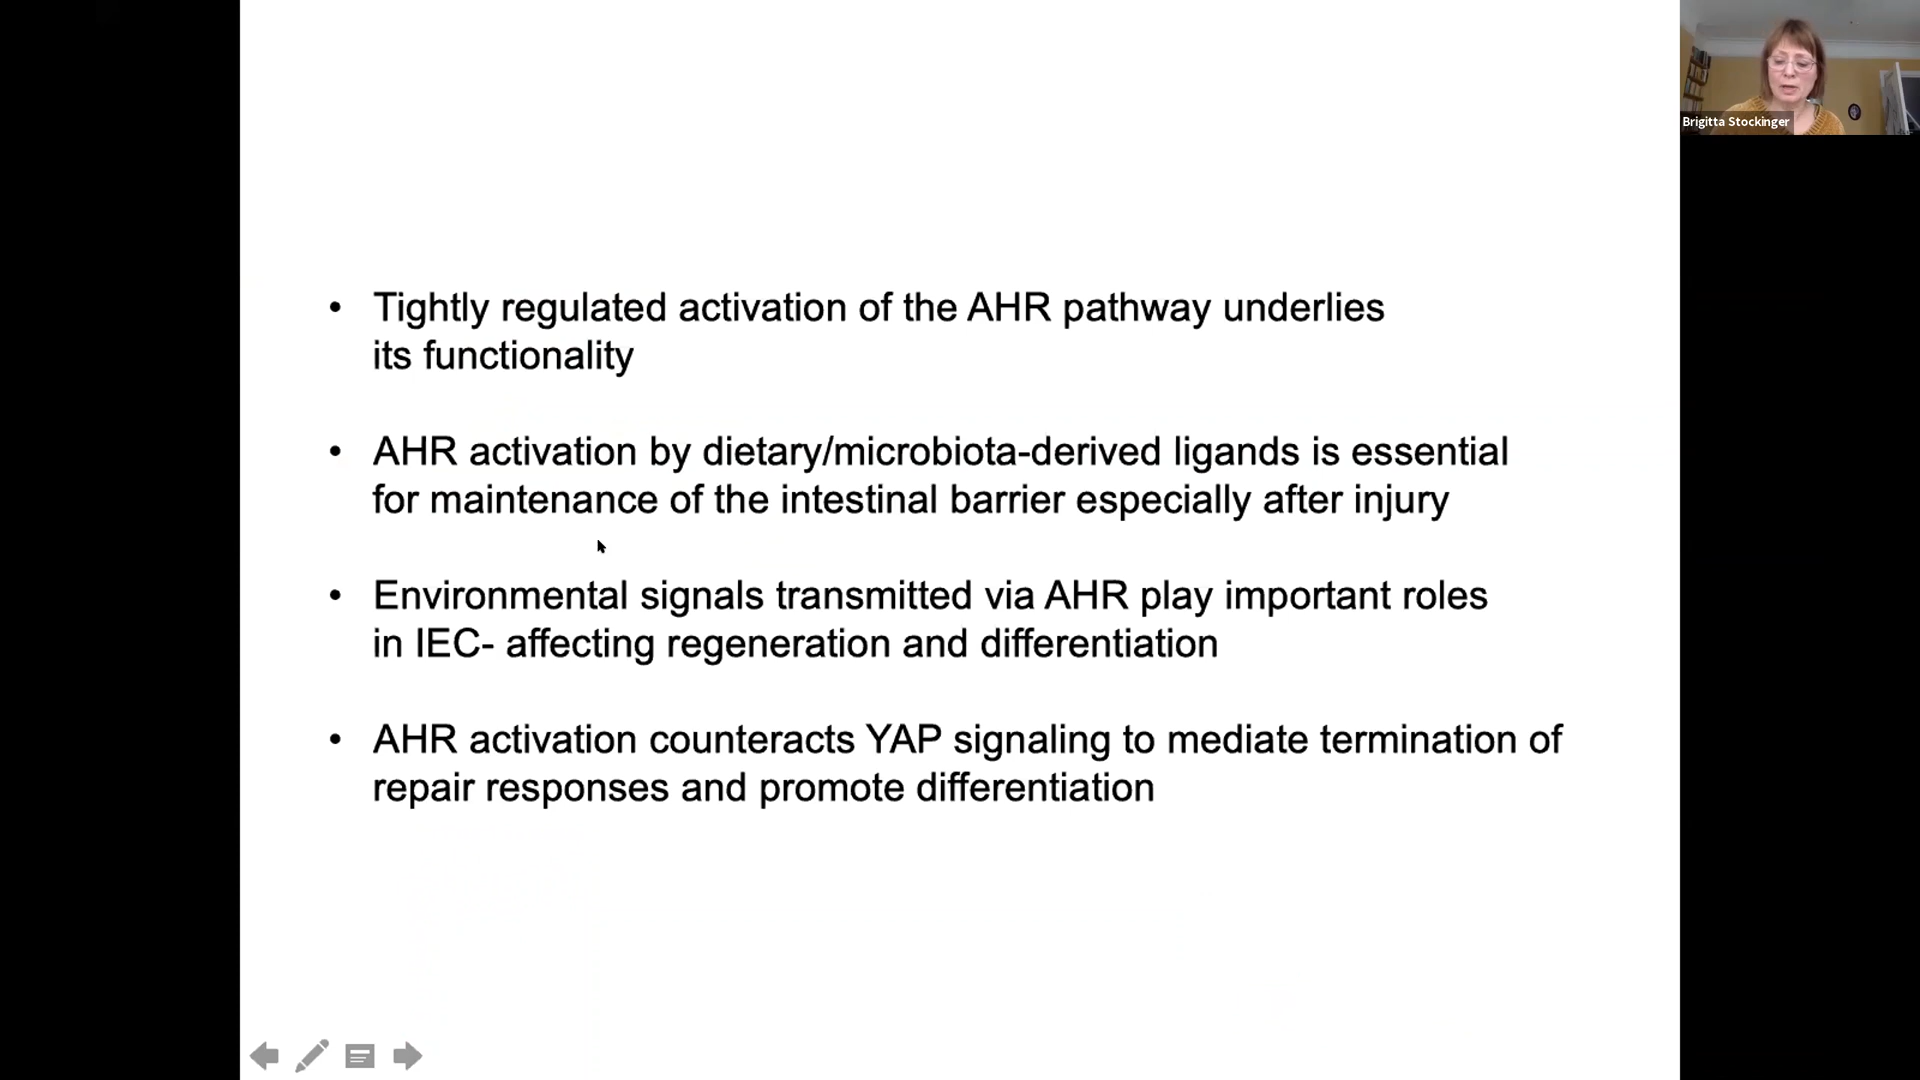 Brigitta Stockinger
• Tightly regulated activation of the AHR pathway underlies
its functionality
• AHR activation by dietary/microbiota-derived ligands is essential
for maintenance of the intestinal barrier especially after injury
• Environmental signals transmitted via AHR play important roles
in IEC- affecting regeneration and differentiation
• AHR activation counteracts YAP signaling to mediate termination of
repair responses and promote differentiation